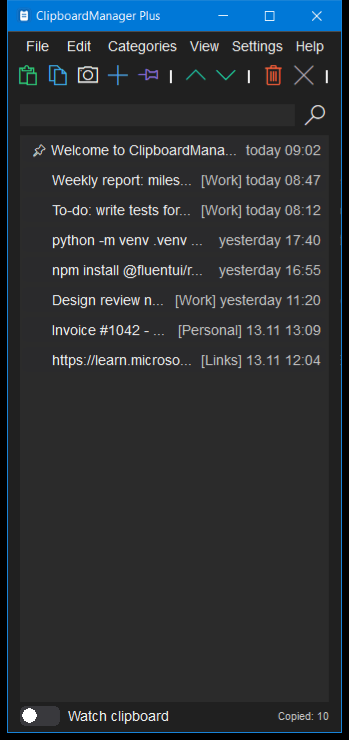 ClipboardManager Plus
File Edit Categories View Settings Help
Welcome to ClipboardMana... today 09:02
Weekly report: miles... [Work] today 08:47
To-do: write tests for... [Work] today 08:12
python -m venv .venv ... yesterday 17:40
npm install @fluentui/r... yesterday 16:55
Design review n... [Work] yesterday 11:20
Invoice #1042 - ... [Personal] 13.11 13:09
https://learn.microso... [Links] 13.11 12:04
Watch clipboard Copied: 10